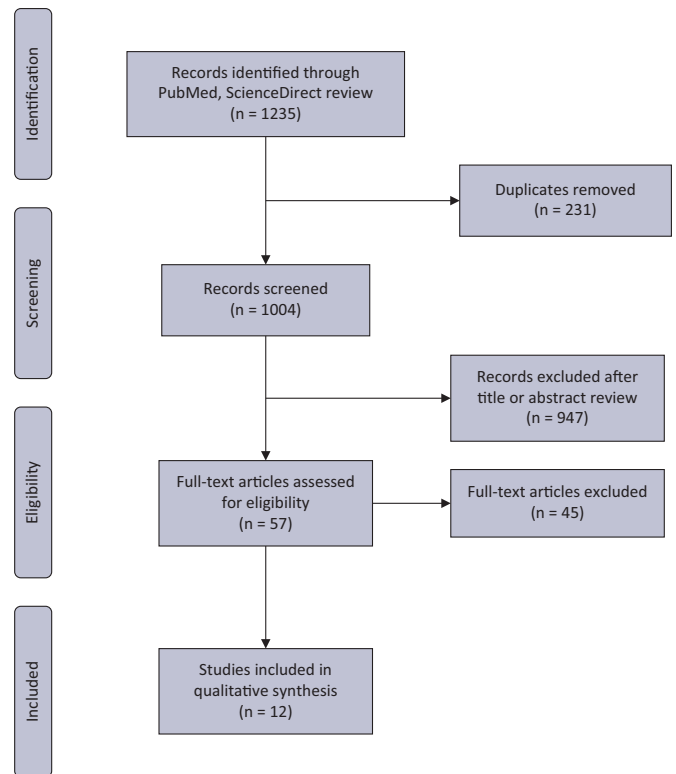 Identification
Records identified through
PubMed, ScienceDirect review
(n = 1235)
Duplicates removed
(n = 231)
Screening
Records screened
(n = 1004)
Records excluded after
title or abstract review
(n = 947)
Eligibility
Full-text articles assessed
for eligibility
(n = 57)
Full-text articles excluded
(n = 45)
Included
Studies included in
qualitative synthesis
(n = 12)